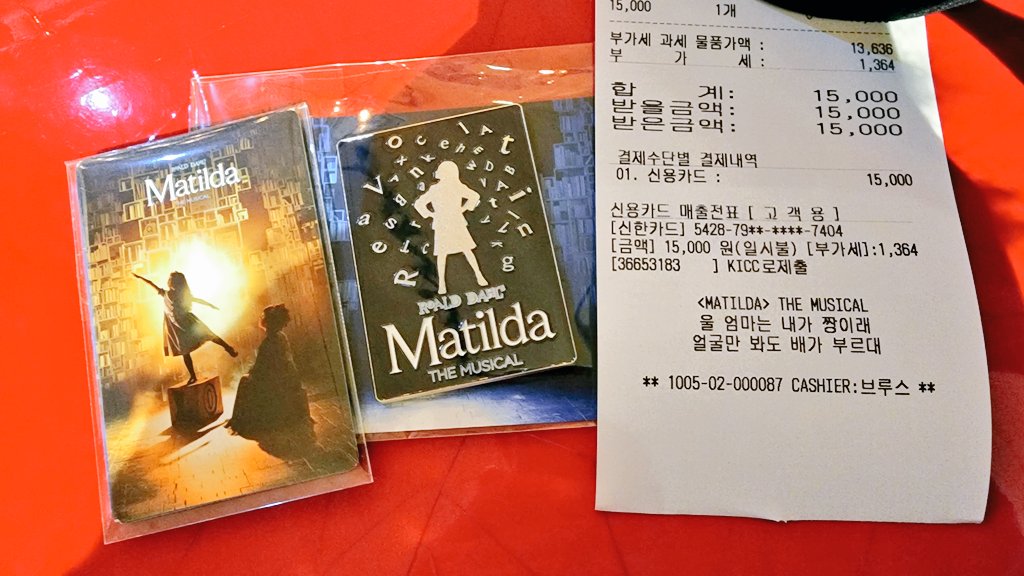 ROALD DAHL'S
Matilda
THE MUSICAL
ROALD DAHL'S
Matilda
THE MUSICAL
15,000 1개
부가세 과세 물품가액 : 13,636
부 가 세: 1,364
합 계: 15,000
받을금액: 15,000
받은금액: 15,000
결제수단별 결제내역
01. 신용카드 : 15,000
신용카드 매출전표 [ 고 객 용 ]
[신한카드] 5428-79**-****-7404
[금액] 15,000 원(일시불) [부가세]:1,364
[36653183 ] KICC로제출
<MATILDA> THE MUSICAL
울 엄마는 내가 짱이래
얼굴만 봐도 배가 부르대
** 1005-02-000087 CASHIER:브루스 **